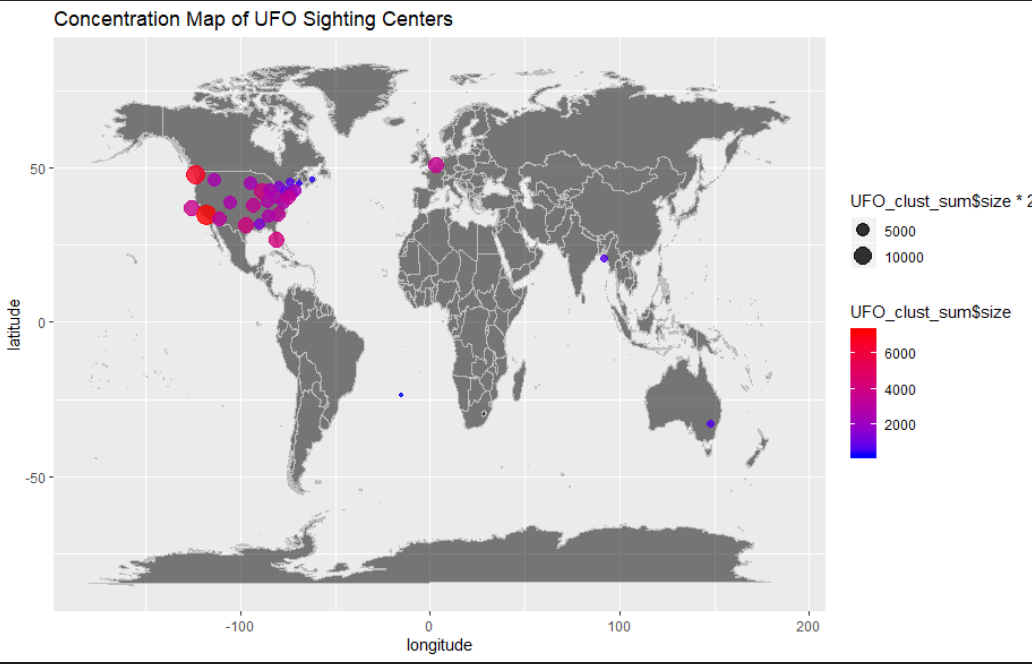 Concentration Map of UFO Sighting Centers
50
0
-50
latitude
-100
0
100
200
longitude
UFO_clust_sum$size * 2
5000
10000
UFO_clust_sum$size
6000
4000
2000